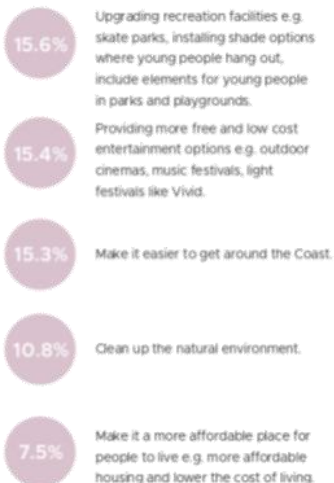 15.6%
Upgrading recreation facilities e.g.
skate parks, installing shade options
where young people hang out,
include elements for young people
in parks and playgrounds.
15.4%
Providing more free and low cost
entertainment options e.g. outdoor
cinemas, music festivals, light
festivals like Vivid.
15.3%
Make it easier to get around the Coast.
10.8%
Clean up the natural environment.
7.5%
Make it a more affordable place for
people to live e.g. more affordable
housing and lower the cost of living.